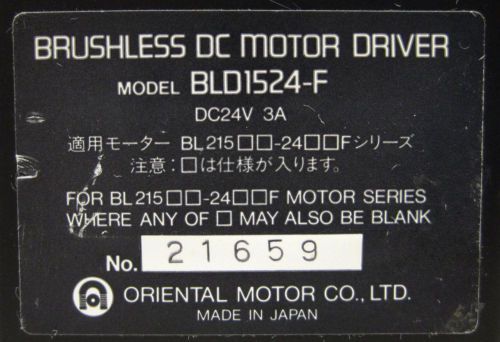 BRUSHLESS DC MOTOR DRIVER
MODEL BLD1524-F
DC24V 3A
適用モーター BL215□□-24□□Fシリーズ
注意:□は仕様が入ります。
FOR BL215□□-24□□F MOTOR SERIES
WHERE ANY OF □ MAY ALSO BE BLANK
No. 21659
ORIENTAL MOTOR CO., LTD.
MADE IN JAPAN